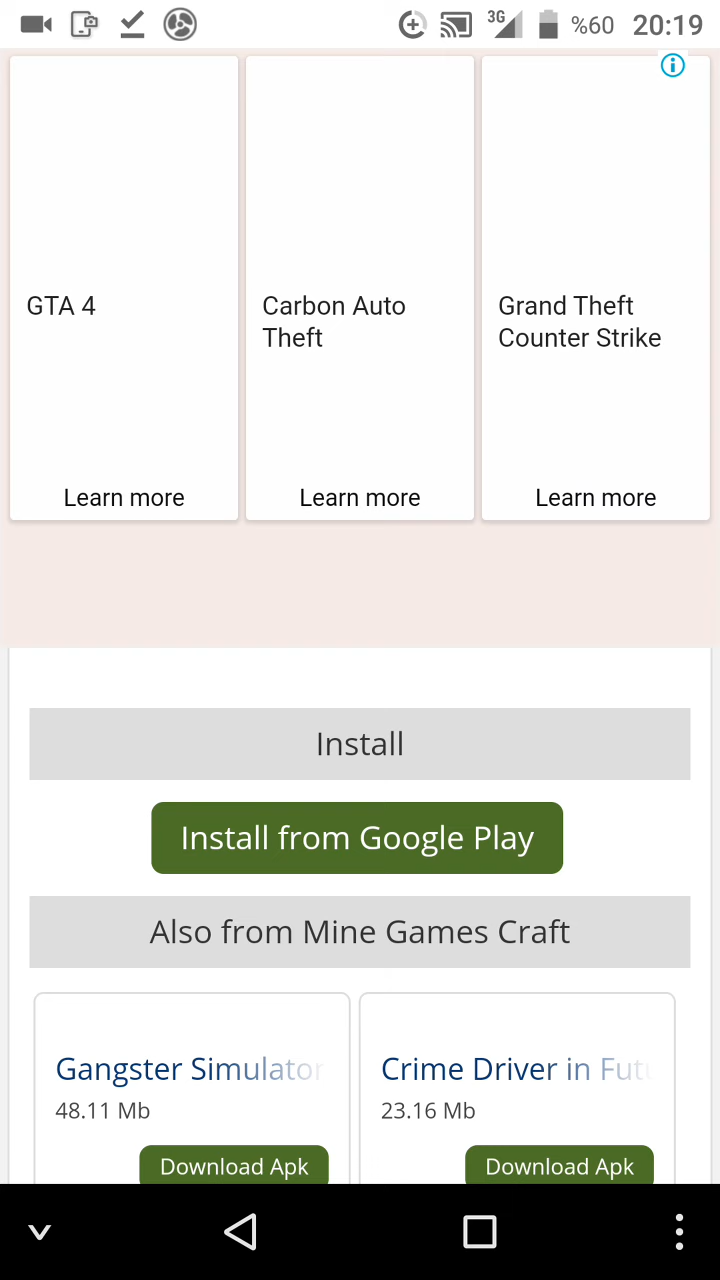 3G %60 20:19
GTA 4
Carbon Auto
Theft
Grand Theft
Counter Strike
Learn more
Learn more
Learn more
Install
Install from Google Play
Also from Mine Games Craft
Gangster Simulator
48.11 Mb
Download Apk
Crime Driver in Futu
23.16 Mb
Download Apk